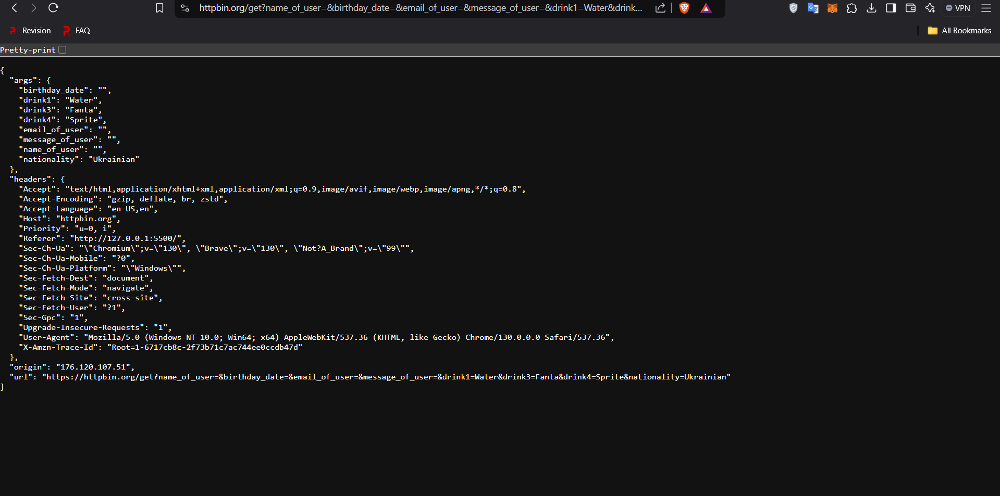 httpbin.org/get?name_of_user=&birthday_date=&email_of_user=&message_of_user=&drink1=Water&drink...
VPN
Revision
FAQ
All Bookmarks
Pretty-print
{
  "args": {
    "birthday_date": "",
    "drink1": "Water",
    "drink3": "Fanta",
    "drink4": "Sprite",
    "email_of_user": "",
    "message_of_user": "",
    "name_of_user": "",
    "nationality": "Ukrainian"
  },
  "headers": {
    "Accept": "text/html,application/xhtml+xml,application/xml;q=0.9,image/avif,image/webp,image/apng,*/*;q=0.8",
    "Accept-Encoding": "gzip, deflate, br, zstd",
    "Accept-Language": "en-US,en",
    "Host": "httpbin.org",
    "Priority": "u=0, i",
    "Referer": "http://127.0.0.1:5500/",
    "Sec-Ch-Ua": "\"Chromium\";v=\"130\", \"Brave\";v=\"130\", \"Not?A_Brand\";v=\"99\"",
    "Sec-Ch-Ua-Mobile": "?0",
    "Sec-Ch-Ua-Platform": "\"Windows\"",
    "Sec-Fetch-Dest": "document",
    "Sec-Fetch-Mode": "navigate",
    "Sec-Fetch-Site": "cross-site",
    "Sec-Fetch-User": "?1",
    "Sec-Gpc": "1",
    "Upgrade-Insecure-Requests": "1",
    "User-Agent": "Mozilla/5.0 (Windows NT 10.0; Win64; x64) AppleWebKit/537.36 (KHTML, like Gecko) Chrome/130.0.0.0 Safari/537.36",
    "X-Amzn-Trace-Id": "Root=1-6717cb8c-2f73b71c7ac744ee0ccdb47d"
  },
  "origin": "176.120.107.51",
  "url": "https://httpbin.org/get?name_of_user=&birthday_date=&email_of_user=&message_of_user=&drink1=Water&drink3=Fanta&drink4=Sprite&nationality=Ukrainian"
}